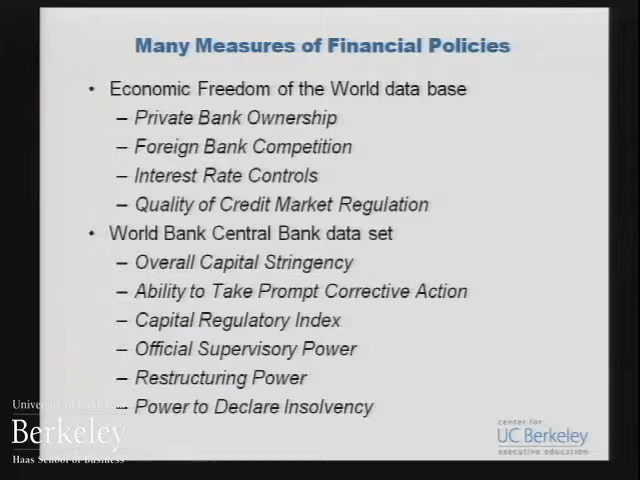 Many Measures of Financial Policies
• Economic Freedom of the World data base
– Private Bank Ownership
– Foreign Bank Competition
– Interest Rate Controls
– Quality of Credit Market Regulation
• World Bank Central Bank data set
– Overall Capital Stringency
– Ability to Take Prompt Corrective Action
– Capital Regulatory Index
– Official Supervisory Power
– Restructuring Power
– Power to Declare Insolvency
Berkeley
Haas School of Business
center for
UC Berkeley
executive education